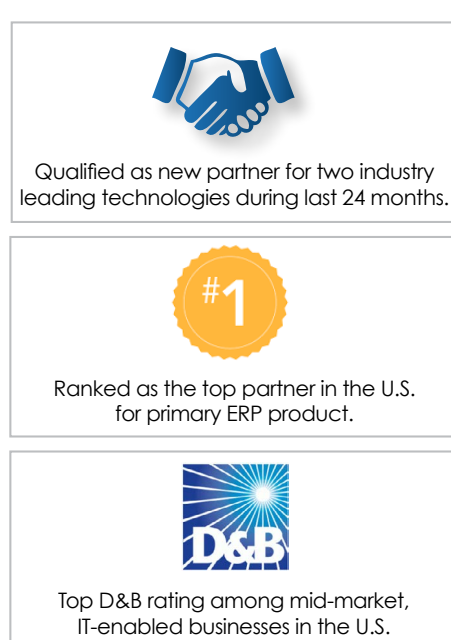 Qualified as new partner for two industry
leading technologies during last 24 months.
#1
Ranked as the top partner in the U.S.
for primary ERP product.
D&B
Top D&B rating among mid-market,
IT-enabled businesses in the U.S.